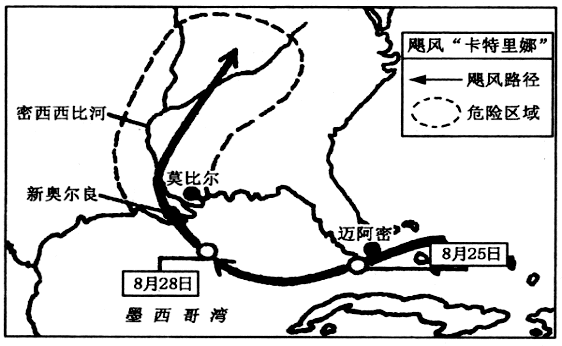 飓风“卡特里娜”
飓风路径
危险区域
密西西比河
莫比尔
新奥尔良
迈阿密
8月25日
8月28日
墨西哥湾